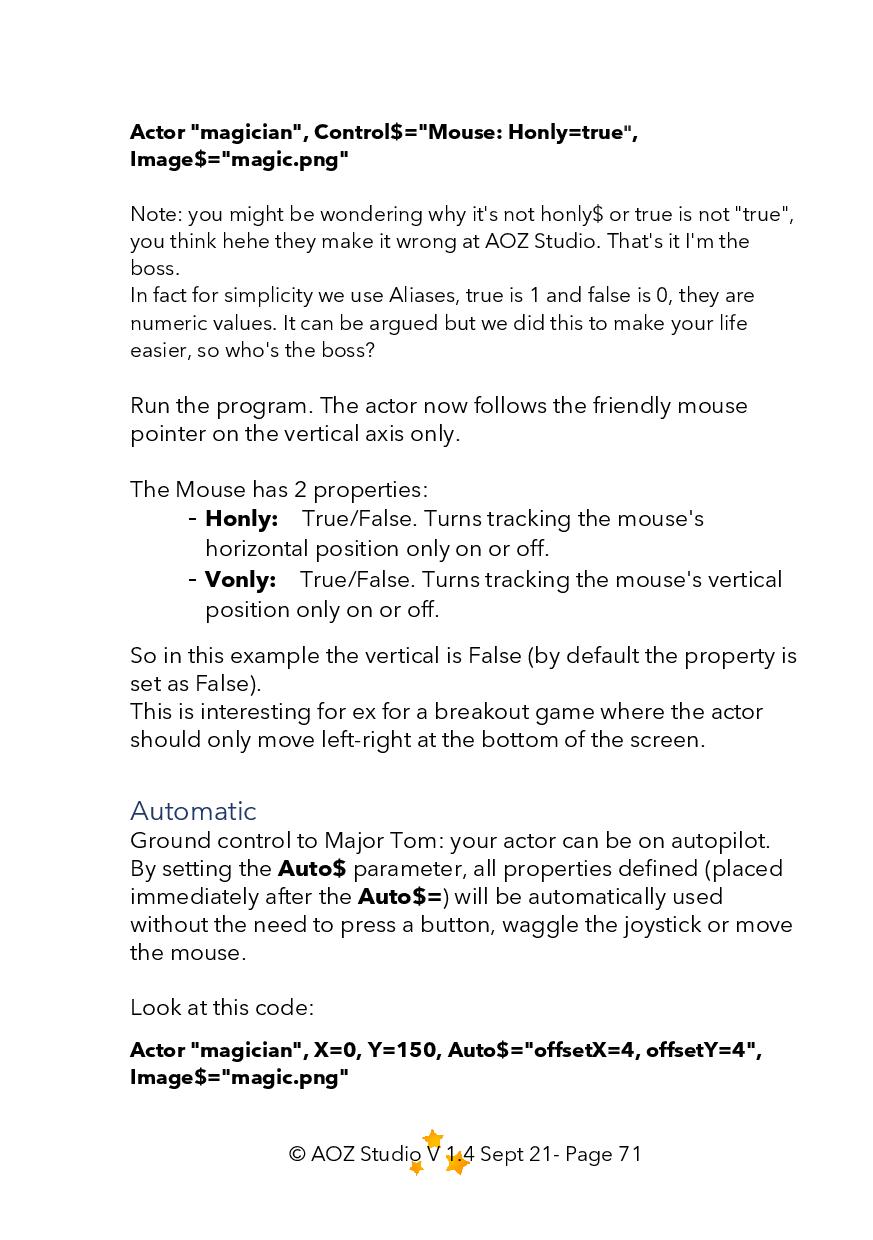 Actor "magician", Control$="Mouse: Honly=true",
Image$="magic.png"
Note: you might be wondering why it's not honly$ or true is not "true",
you think hehe they make it wrong at AOZ Studio. That's it I'm the
boss.
In fact for simplicity we use Aliases, true is 1 and false is 0, they are
numeric values. It can be argued but we did this to make your life
easier, so who's the boss?
Run the program. The actor now follows the friendly mouse
pointer on the vertical axis only.
The Mouse has 2 properties:
- Honly: True/False. Turns tracking the mouse's
horizontal position only on or off.
- Vonly: True/False. Turns tracking the mouse's vertical
position only on or off.
So in this example the vertical is False (by default the property is
set as False).
This is interesting for ex for a breakout game where the actor
should only move left-right at the bottom of the screen.
Automatic
Ground control to Major Tom: your actor can be on autopilot.
By setting the Auto$ parameter, all properties defined (placed
immediately after the Auto$=) will be automatically used
without the need to press a button, waggle the joystick or move
the mouse.
Look at this code:
Actor "magician", X=0, Y=150, Auto$="offsetX=4, offsetY=4",
Image$="magic.png"
© AOZ Studio V 1.4 Sept 21- Page 71